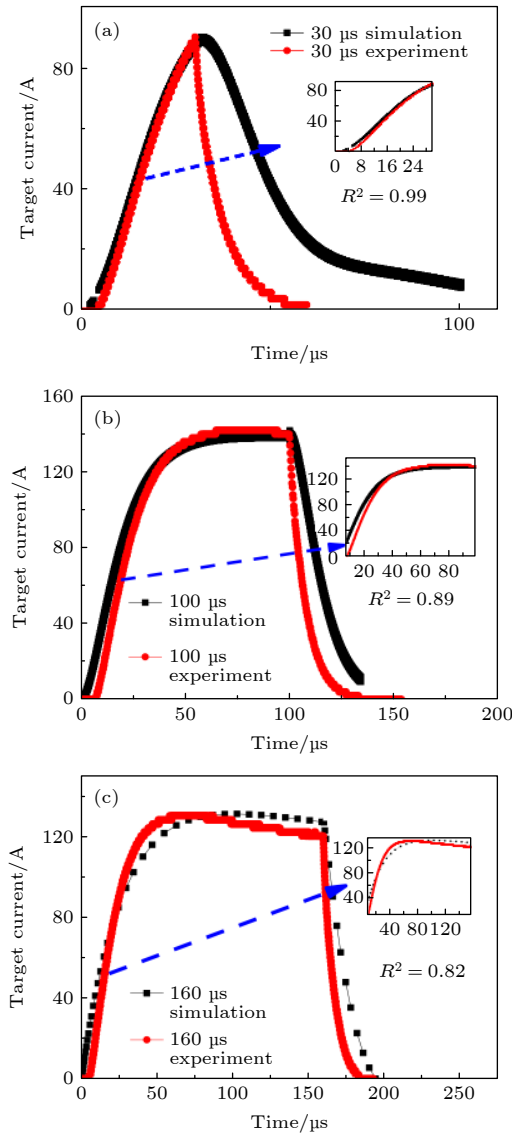 (a)
30 µs simulation
30 µs experiment
Target current/A
80
40
0
0
100
Time/µs
80
40
0
8
16
24
R² = 0.99
(b)
Target current/A
160
120
80
40
0
0
50
100
150
200
Time/µs
100 µs
simulation
100 µs
experiment
120
80
40
0
20
40
60
80
R² = 0.89
(c)
Target current/A
120
80
40
0
0
50
100
150
200
250
Time/µs
160 µs
simulation
160 µs
experiment
120
80
40
40
80
120
R² = 0.82